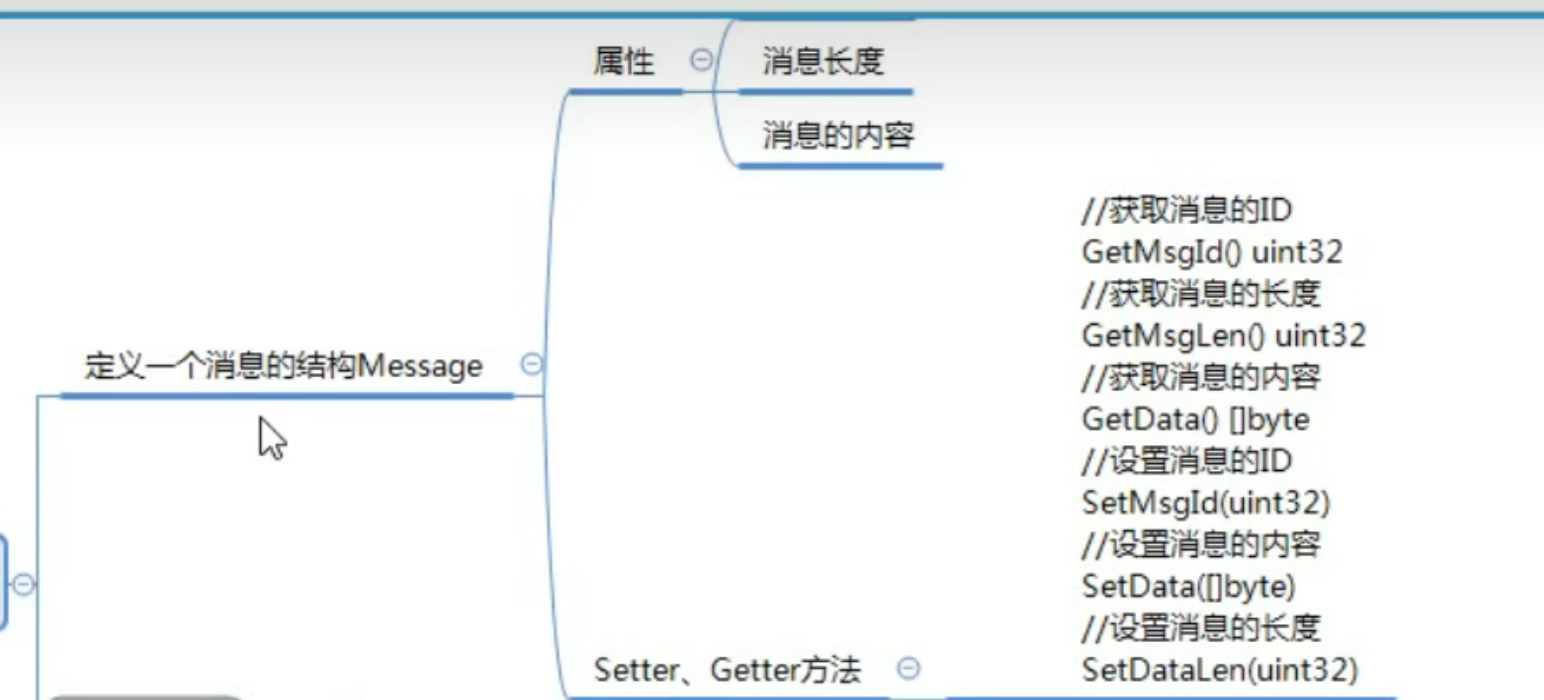 属性
消息长度
消息的内容
定义一个消息的结构Message
//获取消息的ID
GetMsgId() uint32
//获取消息的长度
GetMsgLen() uint32
//获取消息的内容
GetData() []byte
//设置消息的ID
SetMsgId(uint32)
//设置消息的内容
SetData([]byte)
//设置消息的长度
SetDataLen(uint32)
Setter、Getter方法